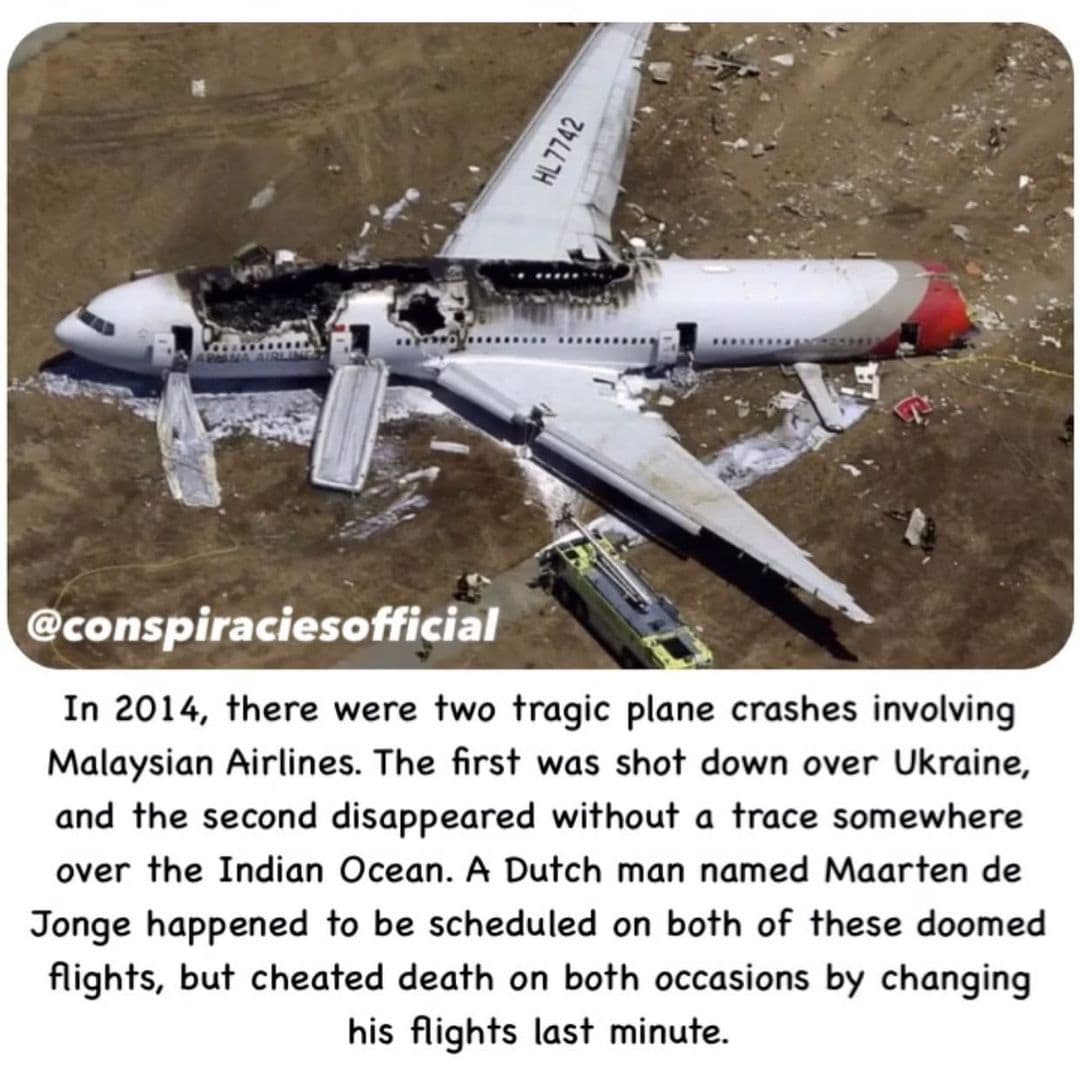 HL7742
ASIANA AIRLINES
@conspiraciesofficial
In 2014, there were two tragic plane crashes involving
Malaysian Airlines. The first was shot down over Ukraine,
and the second disappeared without a trace somewhere
over the Indian Ocean. A Dutch man named Maarten de
Jonge happened to be scheduled on both of these doomed
flights, but cheated death on both occasions by changing
his flights last minute.